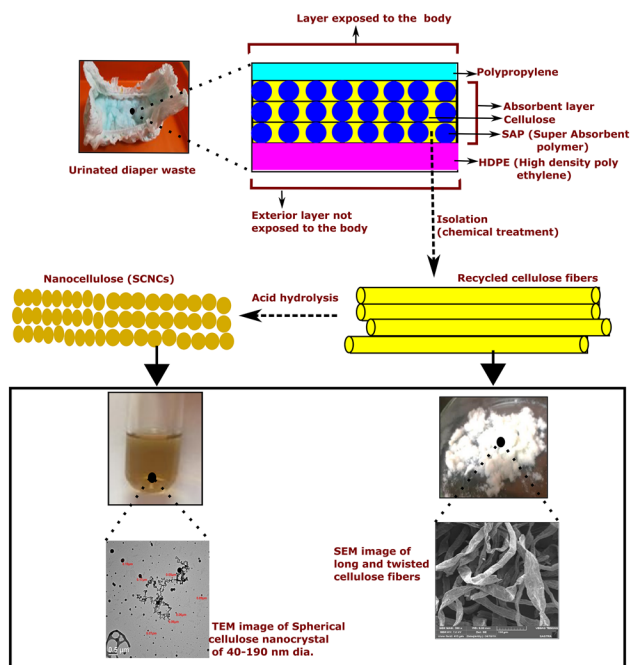 Layer exposed to the body
Polypropylene
Absorbent layer
Cellulose
SAP (Super Absorbent
polymer)
HDPE (High density poly
ethylene)
Urinated diaper waste
Exterior layer not
exposed to the body
Isolation
(chemical treatment)
Nanocellulose (SCNCs)
Acid hydrolysis
Recycled cellulose fibers
SEM image of
long and twisted
cellulose fibers
TEM image of Spherical
cellulose nanocrystal
of 40-190 nm dia.
0.5 µm